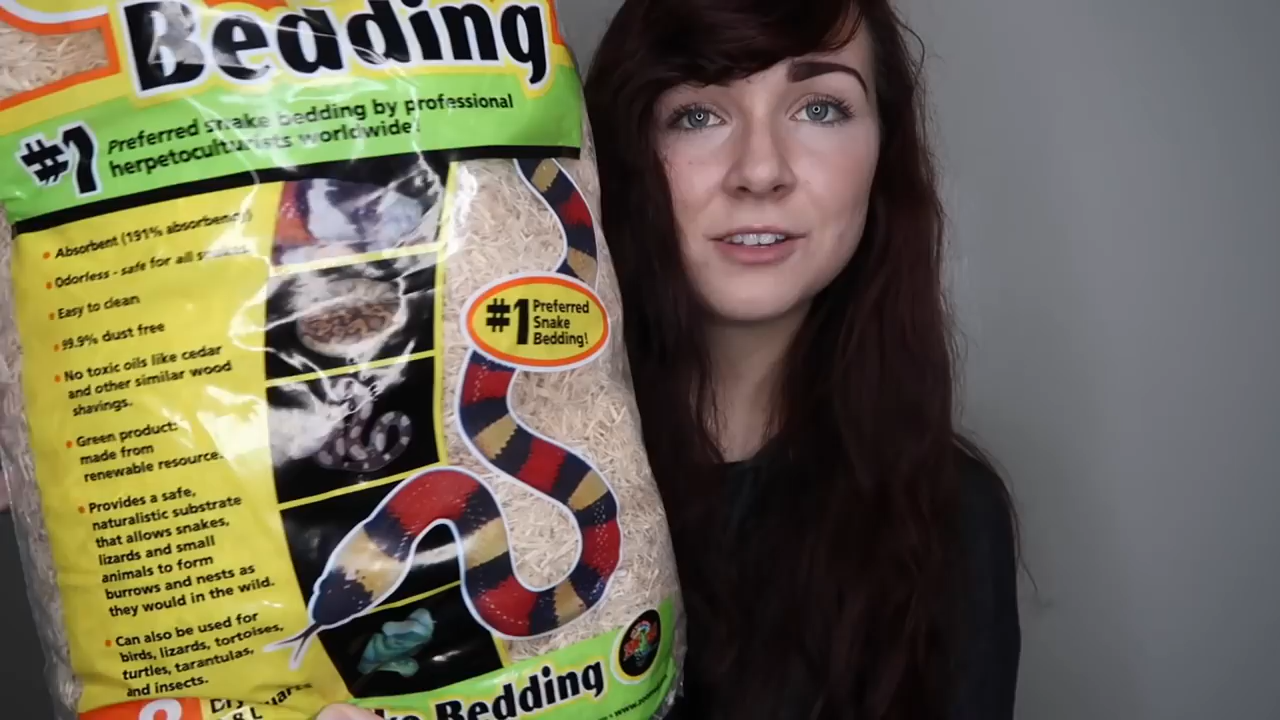 Bedding
#1 Preferred snake bedding by professional
herpetoculturists worldwide!
• Absorbent (191% absorbency)
• Odorless - safe for all snakes.
• Easy to clean
• 99.9% dust free
• No toxic oils like cedar
and other similar wood
shavings.
• Green product:
made from
renewable resource.
• Provides a safe,
naturalistic substrate
that allows snakes,
lizards and small
animals to form
burrows and nests as
they would in the wild.
• Can also be used for
birds, lizards, tortoises,
turtles, tarantulas,
and insects.
#1 Preferred
Snake
Bedding!
Bedding
8